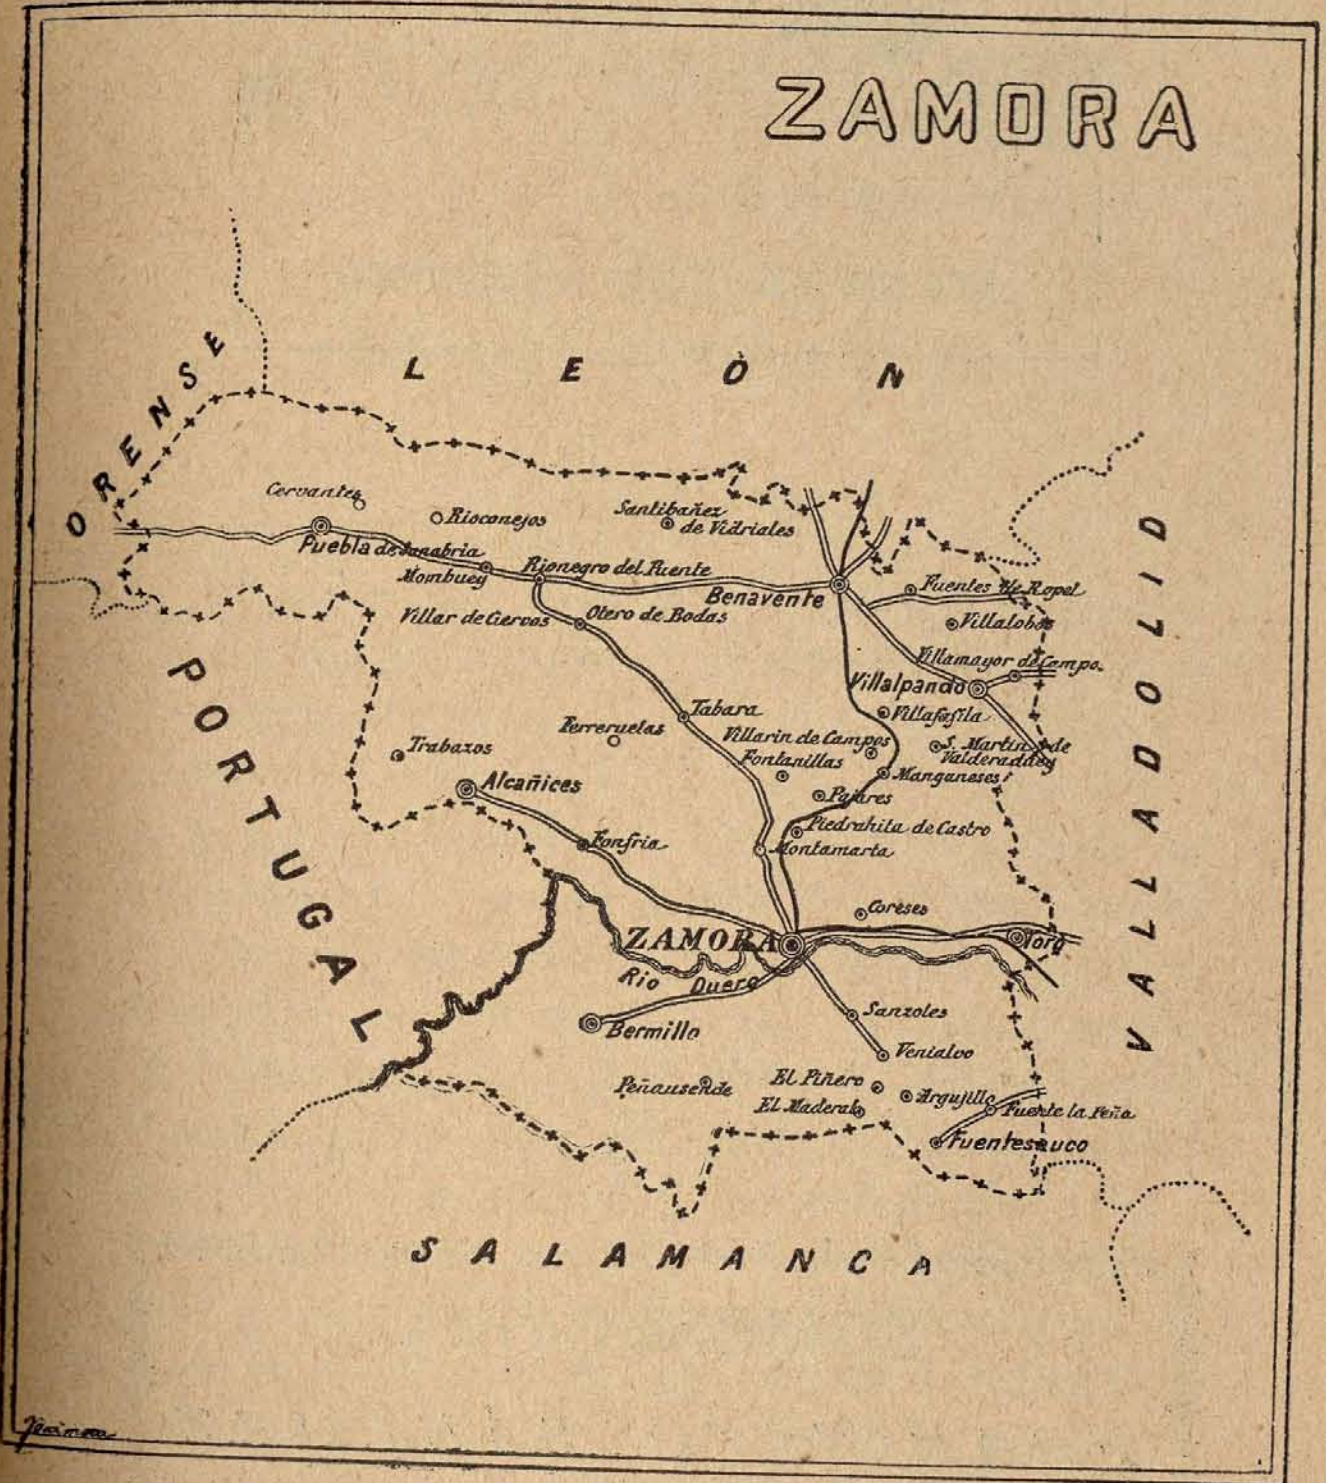 ZAMORA
LEÓN
ORENSE
PORTUGAL
VALLADOLID
SALAMANCA
Cervantes
Rioconejos
Santibañez
de Vidriales
Puebla de Sanabria
Mombuey
Rionegro del Puente
Benavente
Fuentes de Ropel
Villar de Ciervos
Otero de Bodas
Villalobos
Villamayor de Campo.
Villalpando
Villafafila
Tabara
Ferreruelas
Villarin de Campos
S. Martin de
Valderaduey
Trabazos
Fontanillas
Manganeses
Alcañices
Pajares
Piedrahita de Castro
Fonfria
Montamarta
Coreses
ZAMORA
Toro
Rio Duero
Bermillo
Sanzoles
Venialvo
Peñausende
El Piñero
Argujillo
El Maderal
Fuente la Peña
Fuentesauco